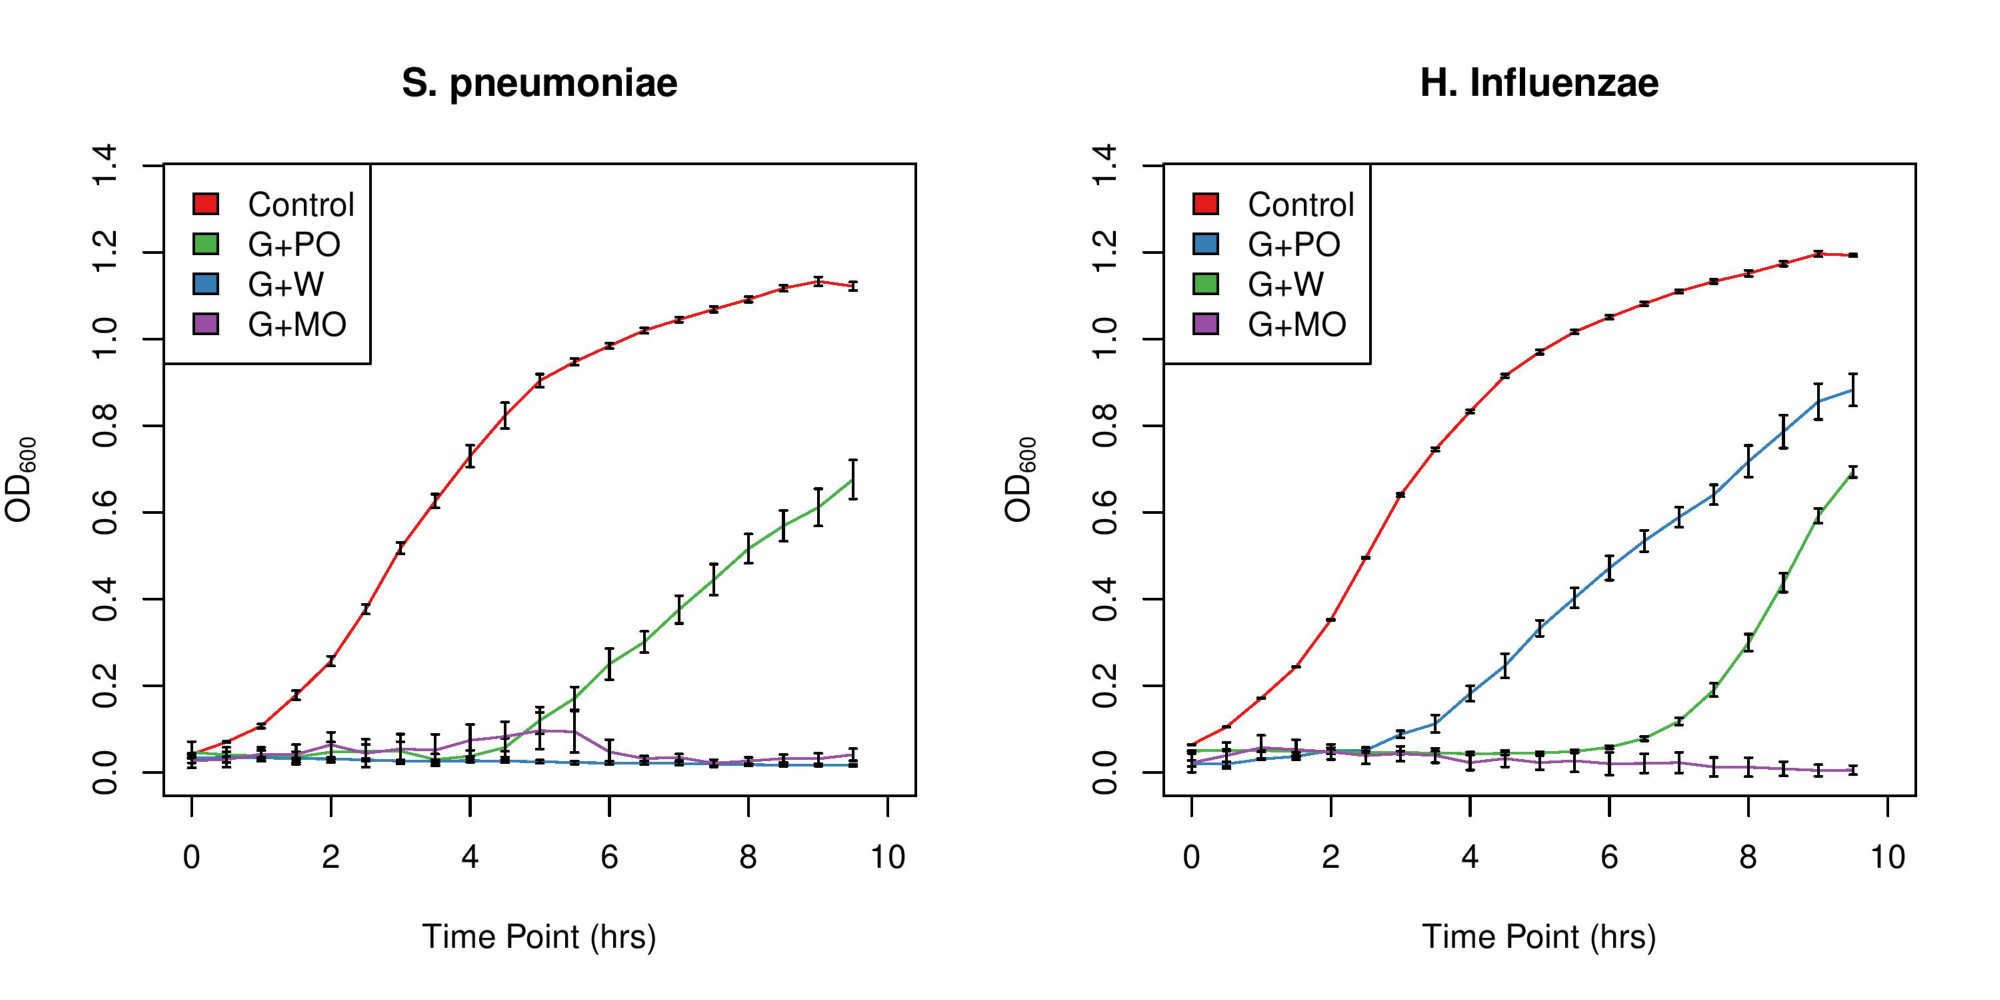 S. pneumoniae
1.4
1.2
1.0
0.8
0.6
0.4
0.2
0.0
OD600
Control
G+PO
G+W
G+MO
0 2 4 6 8 10
Time Point (hrs)
H. Influenzae
1.4
1.2
1.0
0.8
0.6
0.4
0.2
0.0
OD600
Control
G+PO
G+W
G+MO
0 2 4 6 8 10
Time Point (hrs)